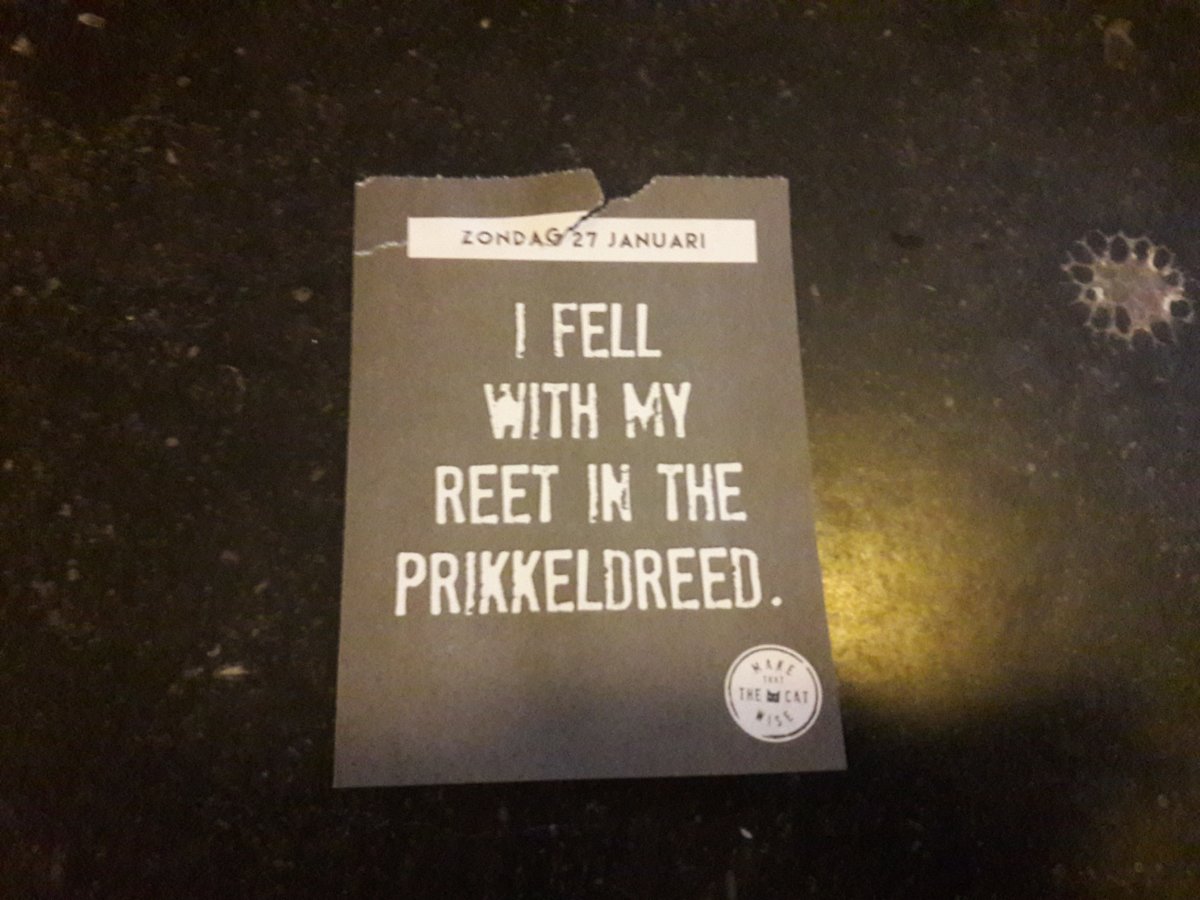 ZONDAG 27 JANUARI
I FELL
WITH MY
REET IN THE
PRIKKELDREED.
MAKE
THAT
THE CAT
WISE